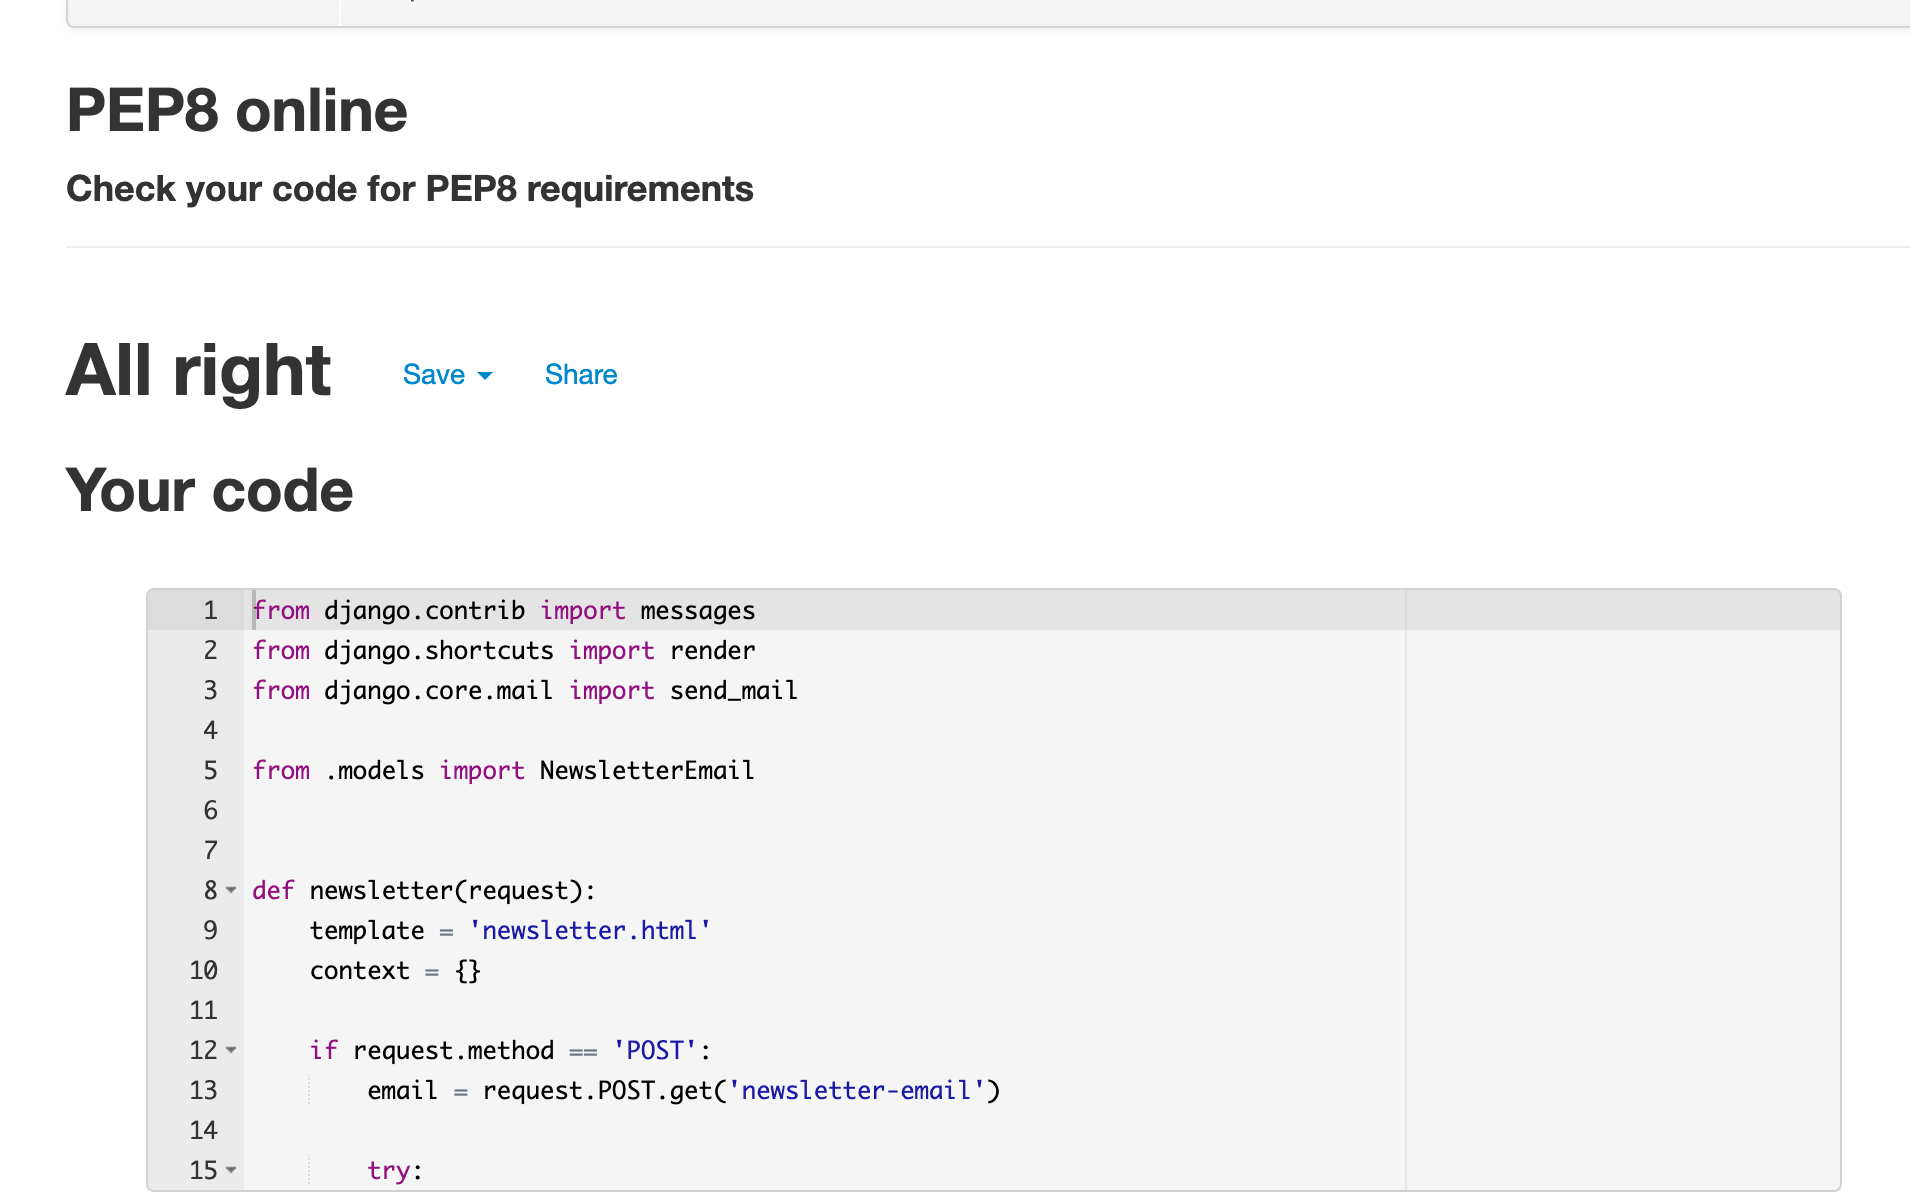 PEP8 online
Check your code for PEP8 requirements
All right Save Share
Your code
1 from django.contrib import messages
2 from django.shortcuts import render
3 from django.core.mail import send_mail
4
5 from .models import NewsletterEmail
6
7
8 def newsletter(request):
9     template = 'newsletter.html'
10     context = {}
11
12     if request.method == 'POST':
13         email = request.POST.get('newsletter-email')
14
15         try: